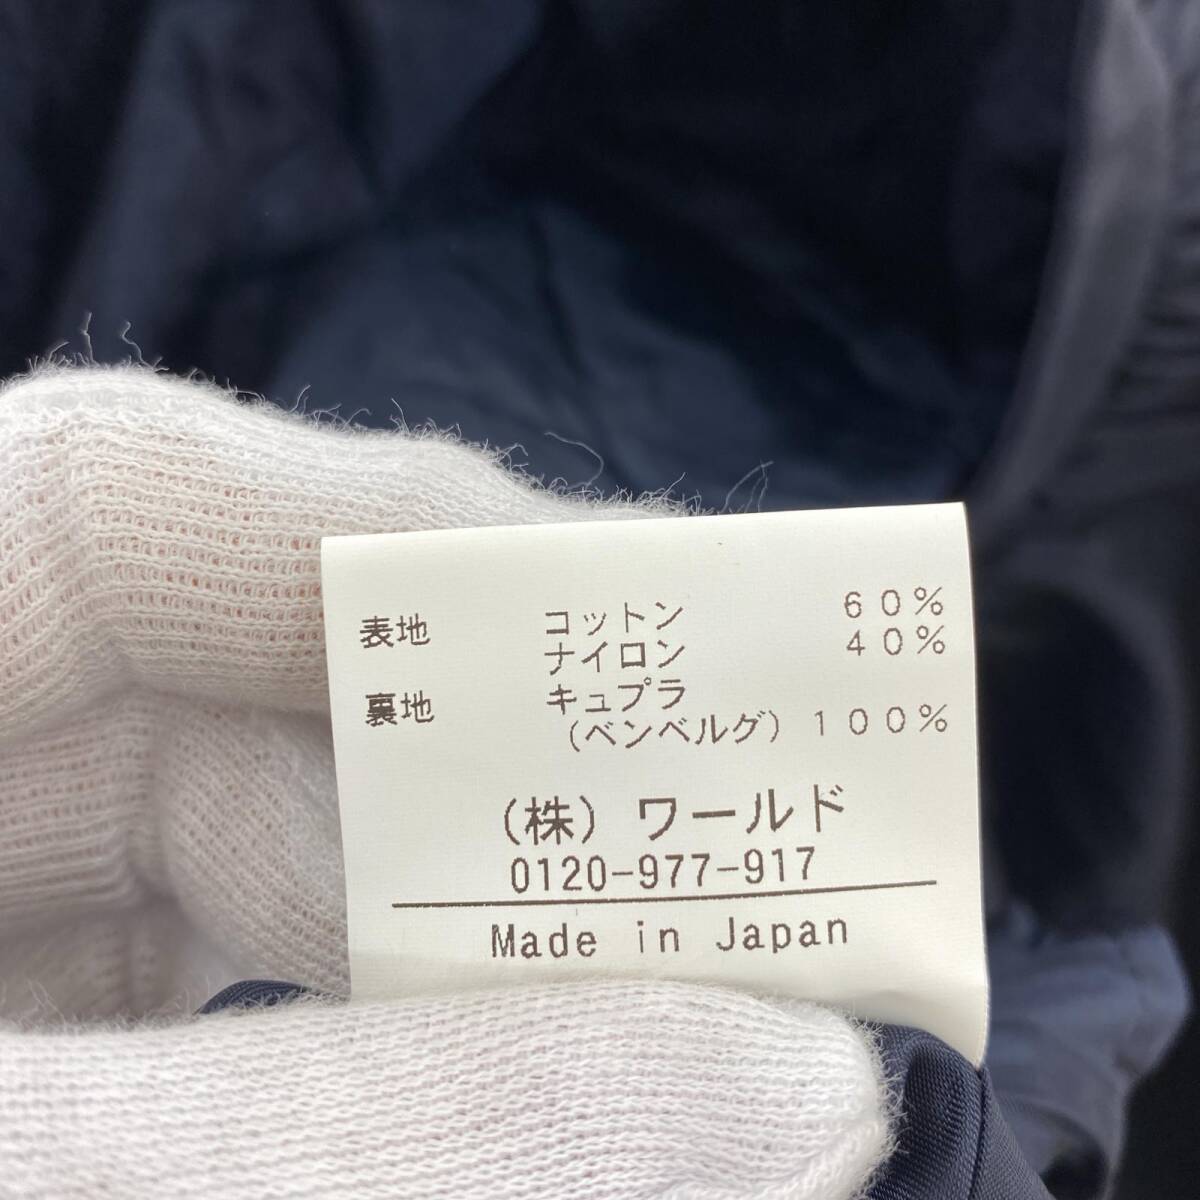 表地 コットン 60%
ナイロン 40%
裏地 キュプラ
(ベンベルグ) 100%
(株) ワールド
0120-977-917
Made in Japan